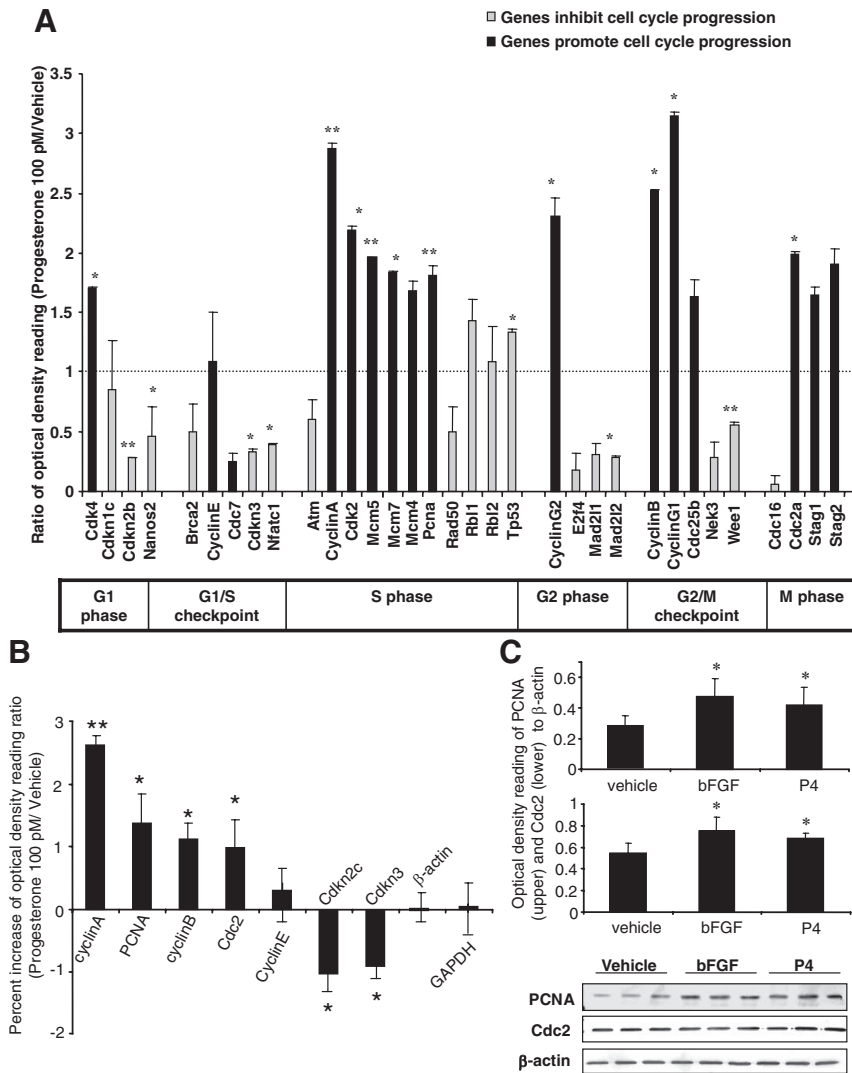 A
Genes inhibit cell cycle progression
Genes promote cell cycle progression
Ratio of optical density reading (Progesterone 100 pM/Vehicle)
3.5
3
2.5
2
1.5
1
0.5
0
*
**
*
*
*
**
*
**
*
**
*
*
*
*
*
**
*
Cdk4
Cdkn1c
Cdkn2b
Nanos2
Brca2
CyclinE
Cdc7
Cdkn3
Nfatc1
Atm
CyclinA
Cdk2
Mcm5
Mcm7
Mcm4
Pcna
Rad50
Rbl1
Rbl2
Tp53
CyclinG2
E2f4
Mad2l1
Mad2l2
CyclinB
CyclinG1
Cdc25b
Nek3
Wee1
Cdc16
Cdc2a
Stag1
Stag2
G1 phase
G1/S checkpoint
S phase
G2 phase
G2/M checkpoint
M phase
B
Percent increase of optical density reading ratio
(Progesterone 100 pM/ Vehicle)
3
2
1
0
-1
-2
**
*
*
*
*
*
cyclinA
PCNA
cyclinB
Cdc2
CyclinE
Cdkn2c
Cdkn3
β-actin
GAPDH
C
Optical density reading of PCNA
(upper) and Cdc2 (lower) to β-actin
0.6
0.4
0.2
0
*
*
vehicle
bFGF
P4
1
0.8
0.6
0.4
0.2
0
*
*
vehicle
bFGF
P4
Vehicle
bFGF
P4
PCNA
Cdc2
β-actin